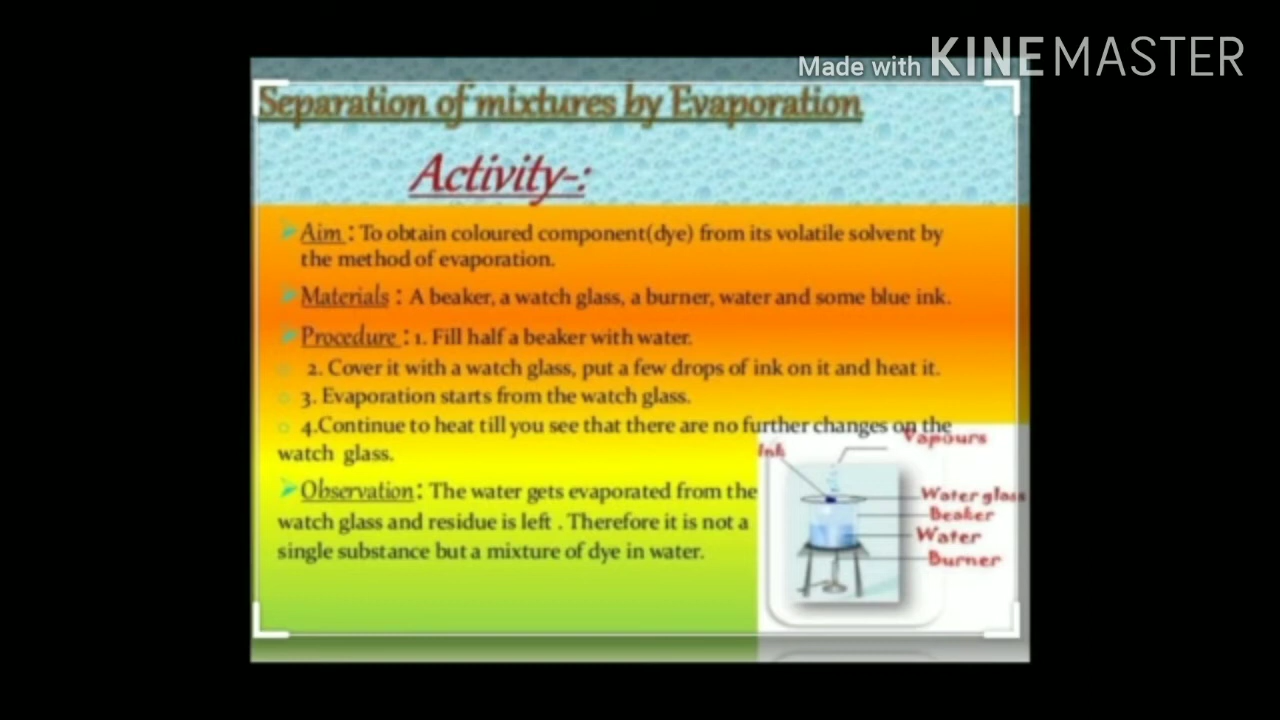 Made with KINEMASTER
Separation of mixtures by Evaporation
Activity-:
Aim : To obtain coloured component(dye) from its volatile solvent by
the method of evaporation.
Materials : A beaker, a watch glass, a burner, water and some blue ink.
Procedure : 1. Fill half a beaker with water.
2. Cover it with a watch glass, put a few drops of ink on it and heat it.
3. Evaporation starts from the watch glass.
4.Continue to heat till you see that there are no further changes on the
watch glass.
Observation: The water gets evaporated from the
watch glass and residue is left . Therefore it is not a
single substance but a mixture of dye in water.
Ink
Vapours
Water glass
Beaker
Water
Burner